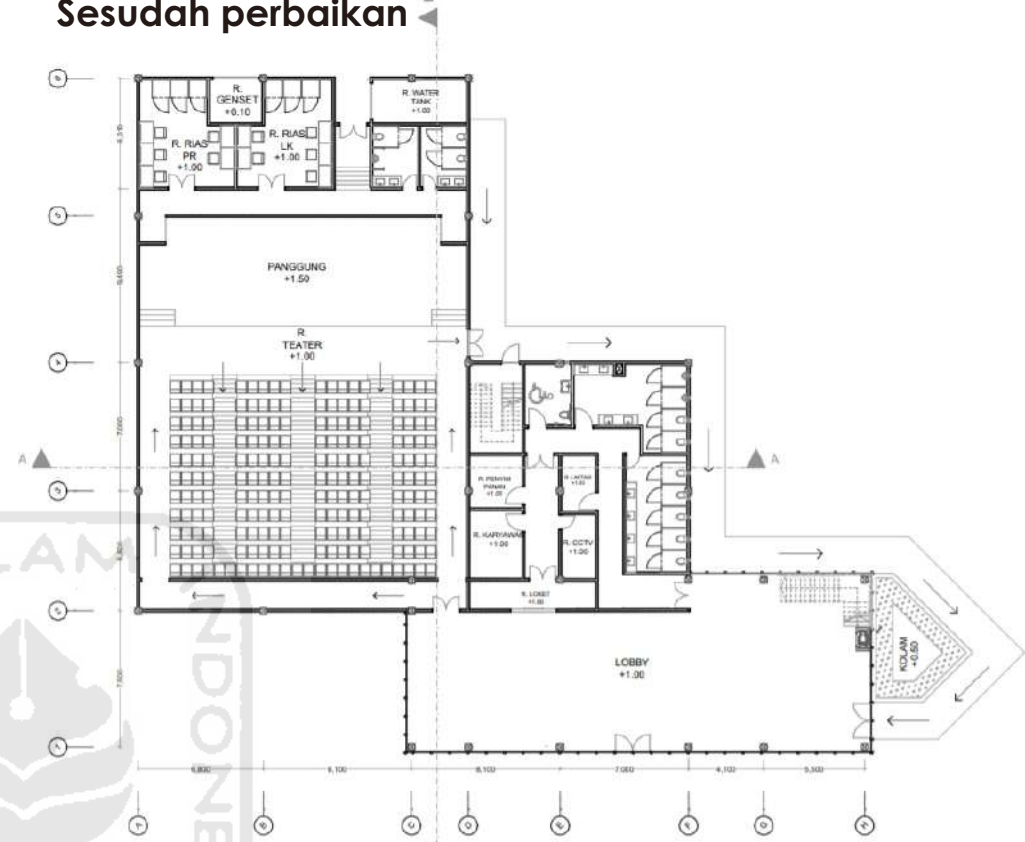 Sesudah perbaikan
R.
GENSET
+0.10
R. WATER
TANK
+1.00
R. RIAS
PR
+1.00
R. RIAS
LK
+1.00
PANGGUNG
+1.50
R.
TEATER
+1.00
A
A
R. KARYAWAN
+1.00
R. CCTV
+1.00
R. LOKET
+1.00
LOBBY
+1.00
KOLAM
+0.50
7,000
8,100
7,000
4,100
5,500
A
B
C
D
E
F
G
H